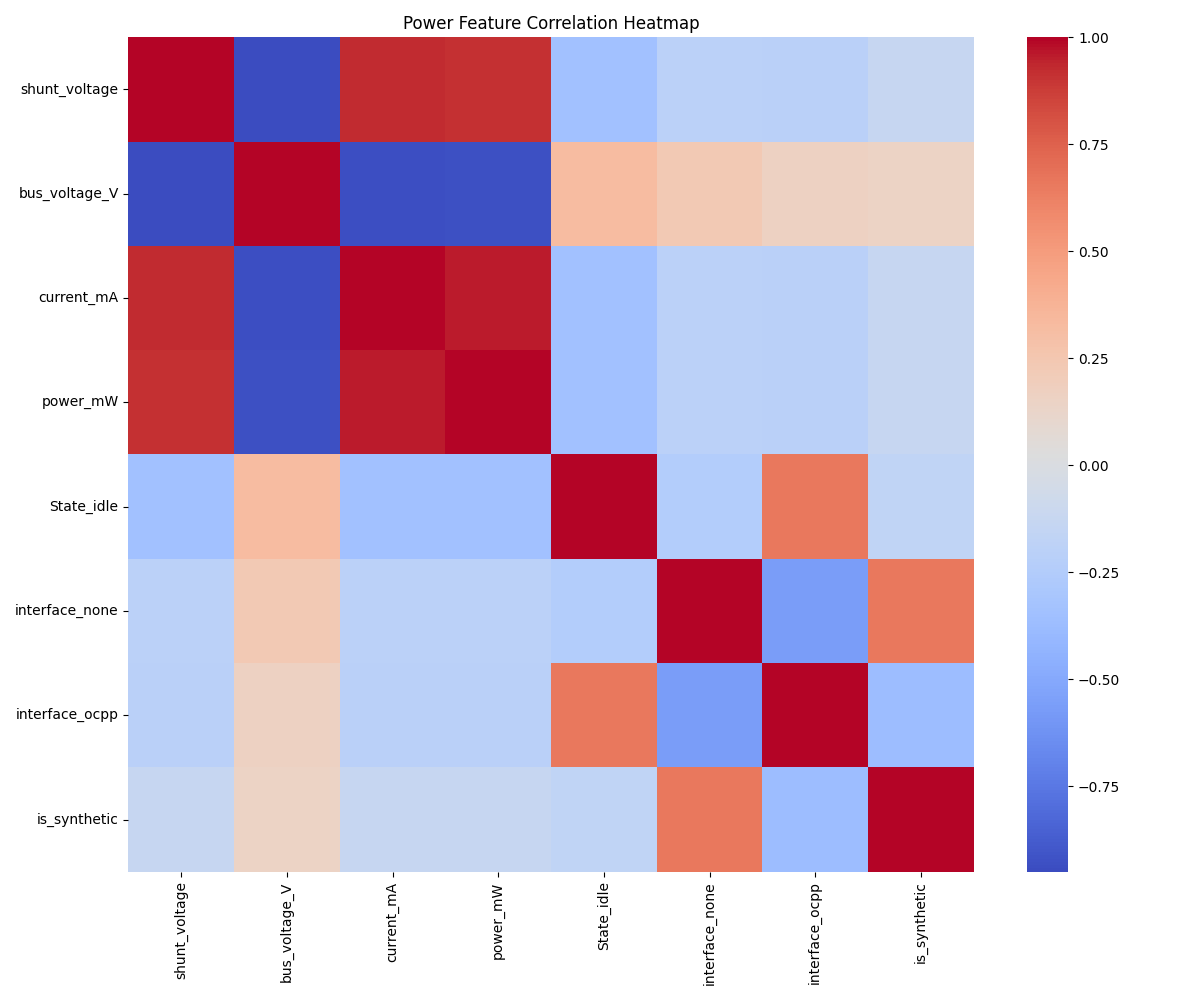 Power Feature Correlation Heatmap
shunt_voltage
bus_voltage_V
current_mA
power_mW
State_idle
interface_none
interface_ocpp
is_synthetic
shunt_voltage
bus_voltage_V
current_mA
power_mW
State_idle
interface_none
interface_ocpp
is_synthetic
1.00
0.75
0.50
0.25
0.00
−0.25
−0.50
−0.75